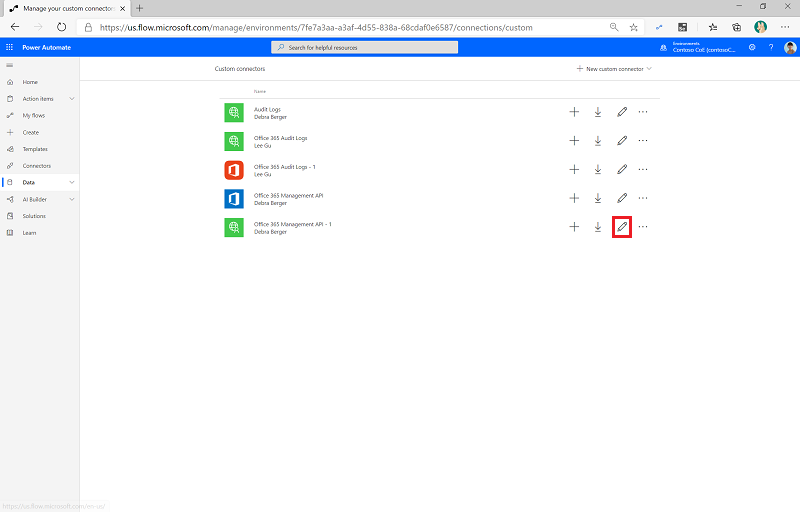 Manage your custom connectors
https://us.flow.microsoft.com/manage/environments/7fe7a3aa-a3af-4d55-838a-68cdaf0e6587/connections/custom
Power Automate
Search for helpful resources
Environments
Contoso CoE (contosoC...
Home
Action items
My flows
Create
Templates
Connectors
Data
AI Builder
Solutions
Learn
Custom connectors
New custom connector
Name
Audit Logs
Debra Berger
Office 365 Audit Logs
Lee Gu
Office 365 Audit Logs - 1
Lee Gu
Office 365 Management API
Debra Berger
Office 365 Management API - 1
Debra Berger
https://us.flow.microsoft.com/en-us/